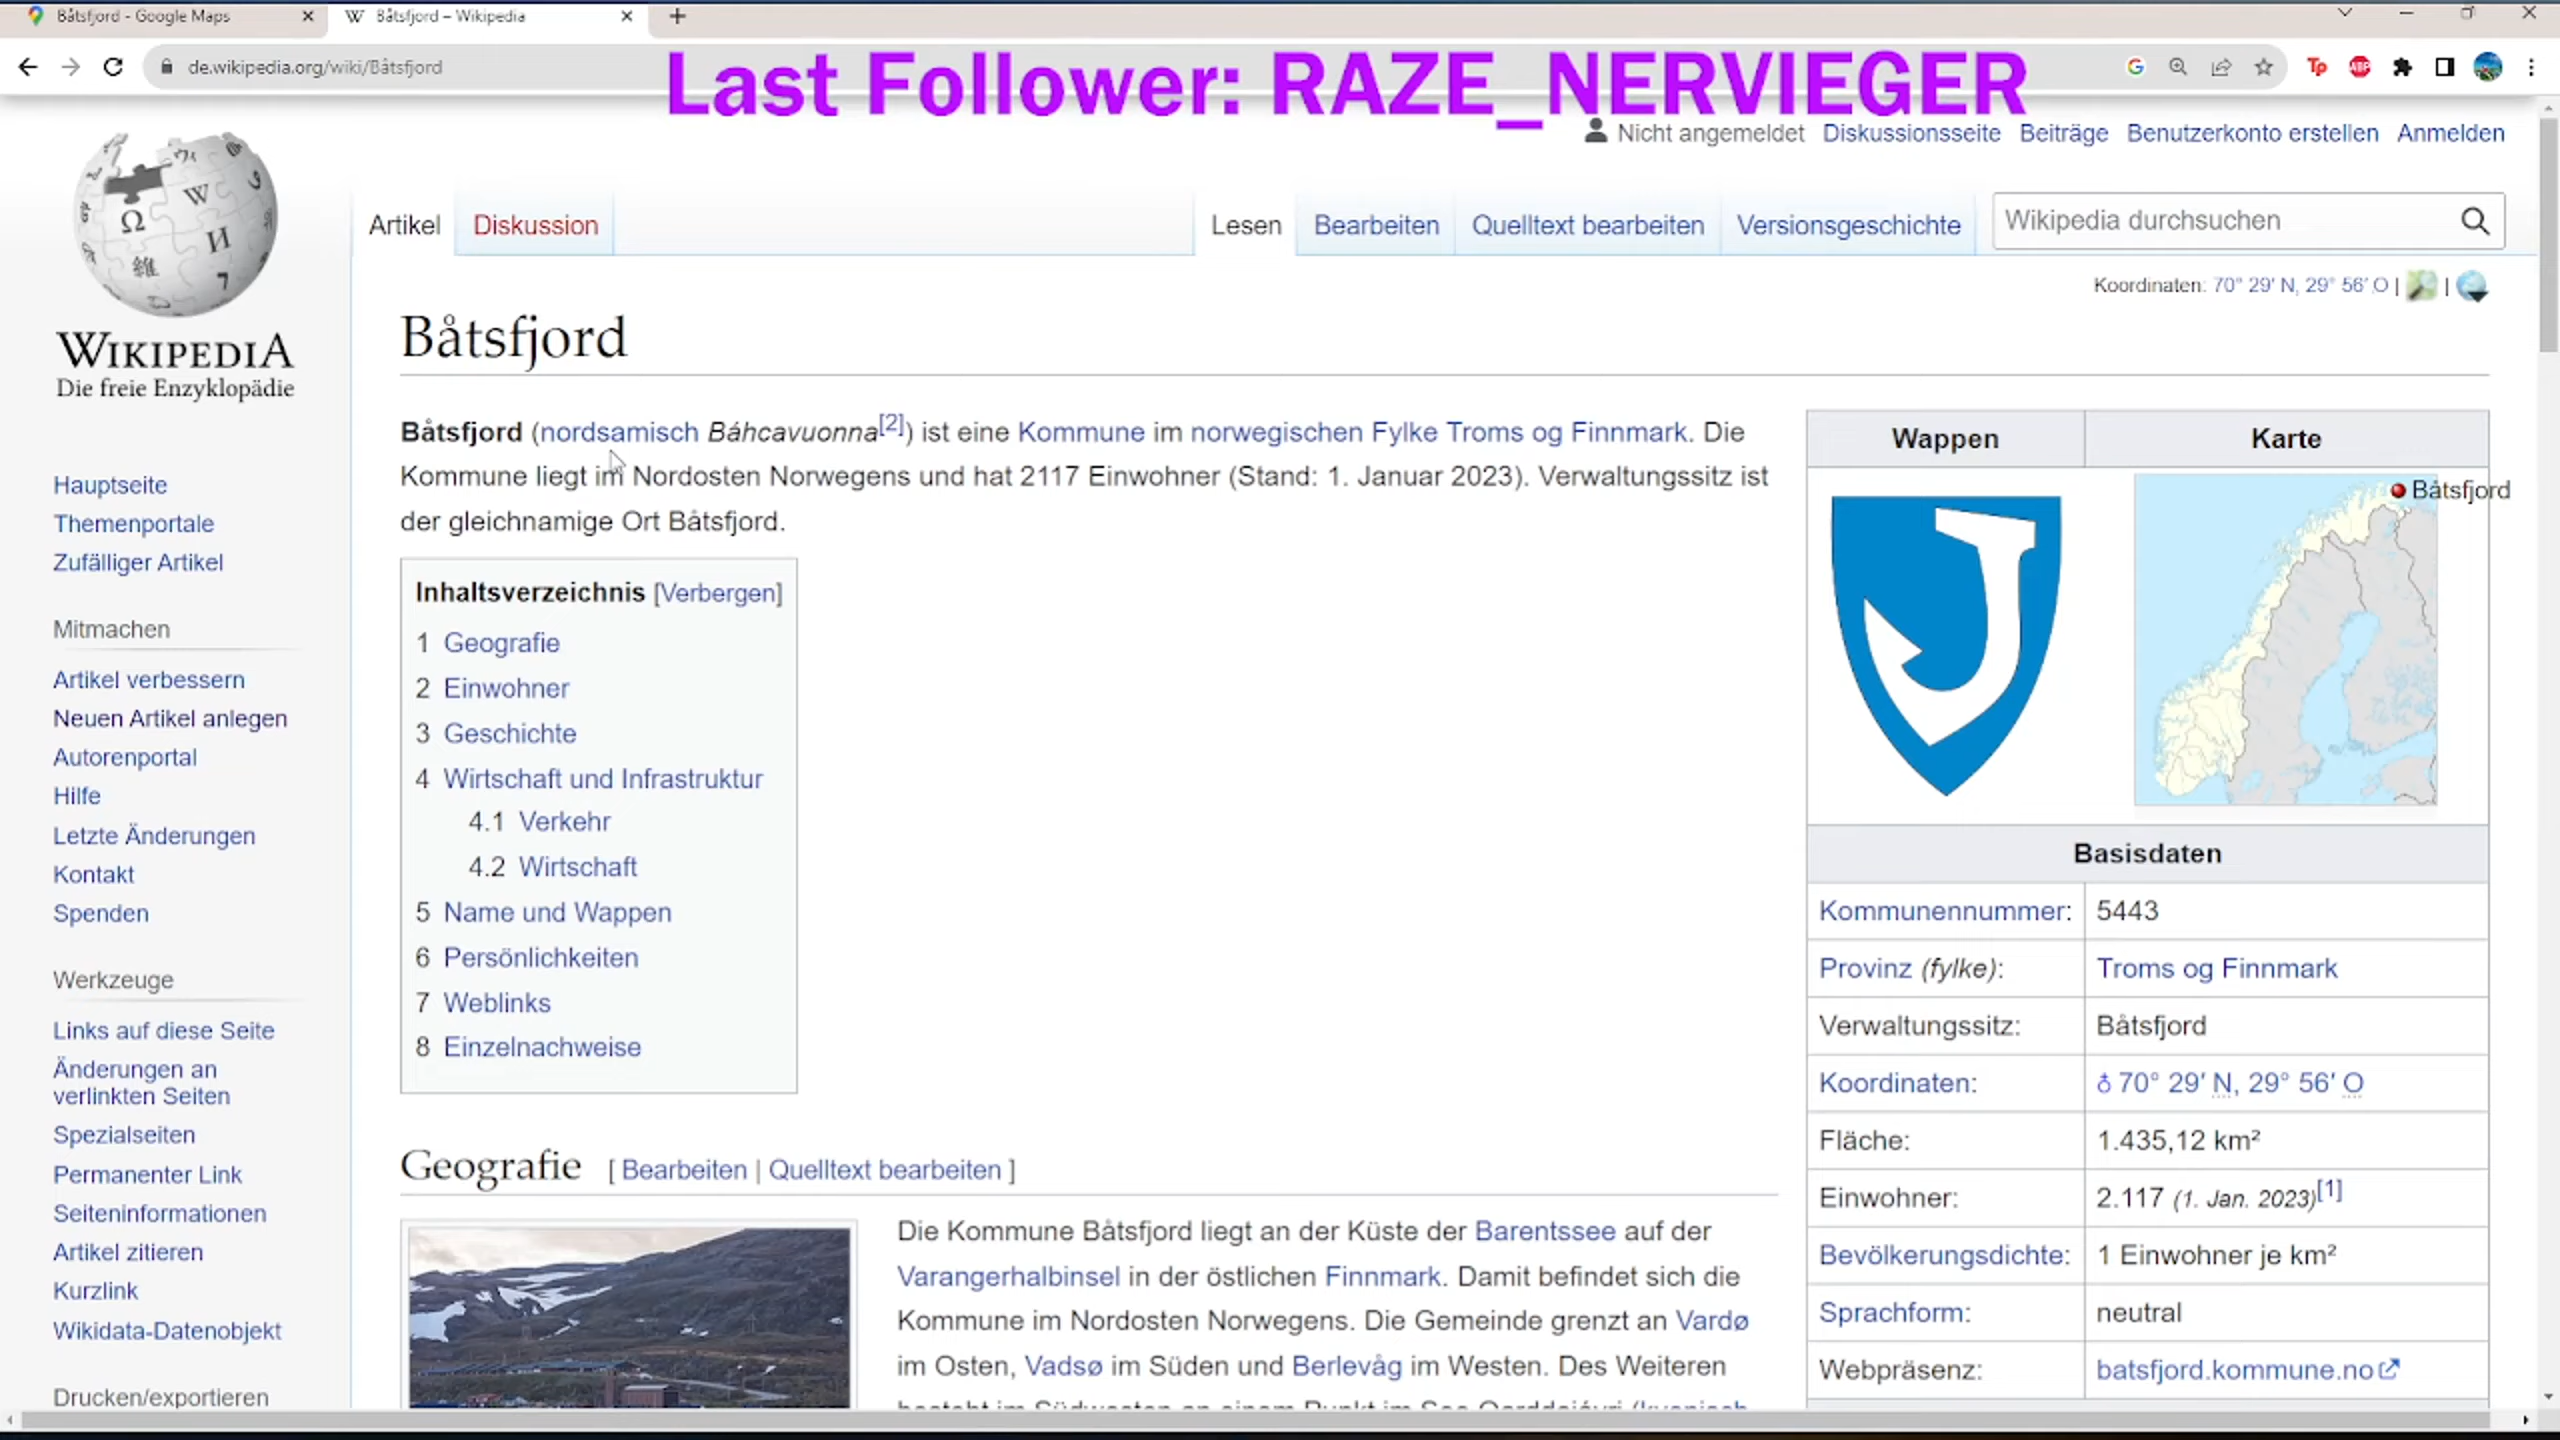 Båtsfjord - Google Maps
Båtsfjord – Wikipedia
de.wikipedia.org/wiki/Båtsfjord
Last Follower: RAZE_NERVIEGER
Nicht angemeldet Diskussionsseite Beiträge Benutzerkonto erstellen Anmelden
Artikel Diskussion Lesen Bearbeiten Quelltext bearbeiten Versionsgeschichte Wikipedia durchsuchen
Koordinaten: 70° 29′ N, 29° 56′ O | |
WIKIPEDIA
Die freie Enzyklopädie
Hauptseite
Themenportale
Zufälliger Artikel
Mitmachen
Artikel verbessern
Neuen Artikel anlegen
Autorenportal
Hilfe
Letzte Änderungen
Kontakt
Spenden
Werkzeuge
Links auf diese Seite
Änderungen an
verlinkten Seiten
Spezialseiten
Permanenter Link
Seiteninformationen
Artikel zitieren
Kurzlink
Wikidata-Datenobjekt
Drucken/exportieren
Båtsfjord
Båtsfjord (nordsamisch Báhcavuonna[2]) ist eine Kommune im norwegischen Fylke Troms og Finnmark. Die
Kommune liegt im Nordosten Norwegens und hat 2117 Einwohner (Stand: 1. Januar 2023). Verwaltungssitz ist
der gleichnamige Ort Båtsfjord.
Inhaltsverzeichnis [Verbergen]
1 Geografie
2 Einwohner
3 Geschichte
4 Wirtschaft und Infrastruktur
4.1 Verkehr
4.2 Wirtschaft
5 Name und Wappen
6 Persönlichkeiten
7 Weblinks
8 Einzelnachweise
Geografie [ Bearbeiten | Quelltext bearbeiten ]
Die Kommune Båtsfjord liegt an der Küste der Barentssee auf der
Varangerhalbinsel in der östlichen Finnmark. Damit befindet sich die
Kommune im Nordosten Norwegens. Die Gemeinde grenzt an Vardø
im Osten, Vadsø im Süden und Berlevåg im Westen. Des Weiteren
Wappen Karte
Båtsfjord
Basisdaten
Kommunennummer: 5443
Provinz (fylke): Troms og Finnmark
Verwaltungssitz: Båtsfjord
Koordinaten: 70° 29′ N, 29° 56′ O
Fläche: 1.435,12 km²
Einwohner: 2.117 (1. Jan. 2023)[1]
Bevölkerungsdichte: 1 Einwohner je km²
Sprachform: neutral
Webpräsenz: batsfjord.kommune.no